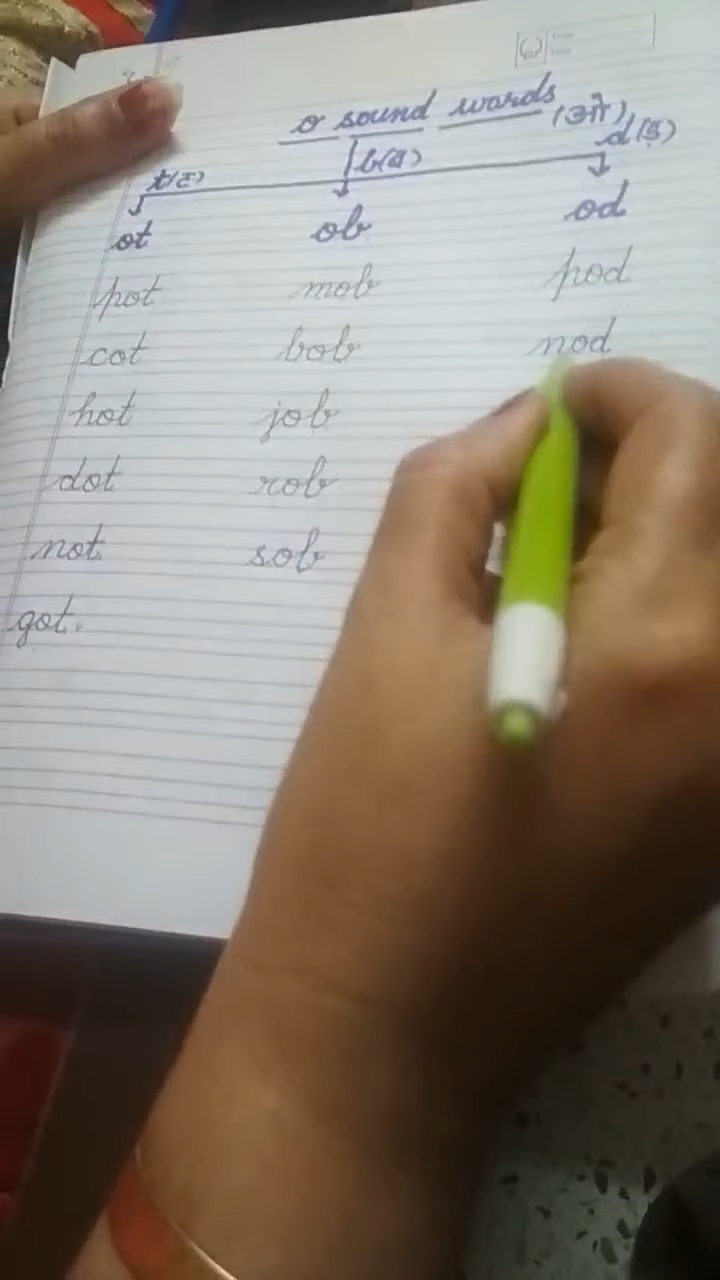 o sound words (ऑ)
t(ट) b(ब) d(ड)
ot ob od
pot mob pod
cot bob nod
hot job
dot rob
not sob
got.